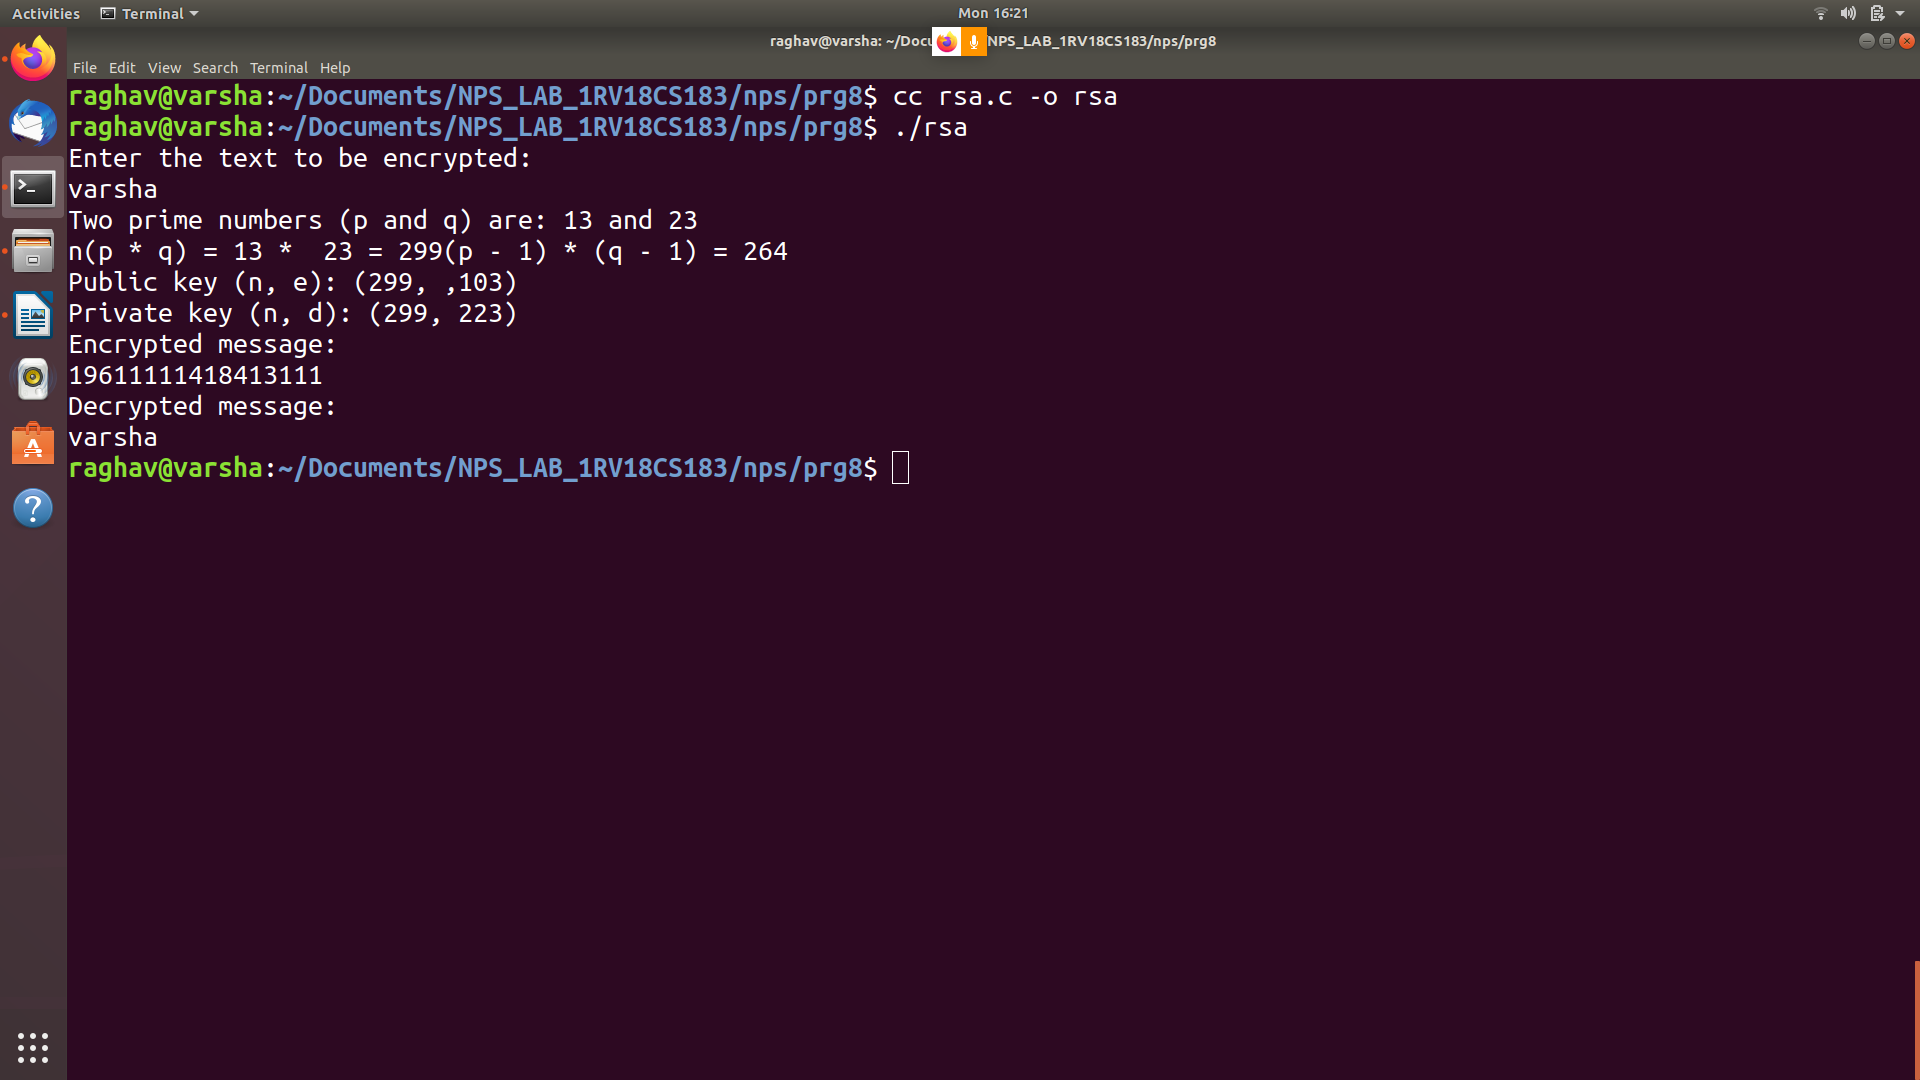 Activities Terminal Mon 16:21
raghav@varsha: ~/Docu NPS_LAB_1RV18CS183/nps/prg8
File Edit View Search Terminal Help
raghav@varsha:~/Documents/NPS_LAB_1RV18CS183/nps/prg8$ cc rsa.c -o rsa
raghav@varsha:~/Documents/NPS_LAB_1RV18CS183/nps/prg8$ ./rsa
Enter the text to be encrypted:
varsha
Two prime numbers (p and q) are: 13 and 23
n(p * q) = 13 *  23 = 299(p - 1) * (q - 1) = 264
Public key (n, e): (299, ,103)
Private key (n, d): (299, 223)
Encrypted message:
19611111418413111
Decrypted message:
varsha
raghav@varsha:~/Documents/NPS_LAB_1RV18CS183/nps/prg8$